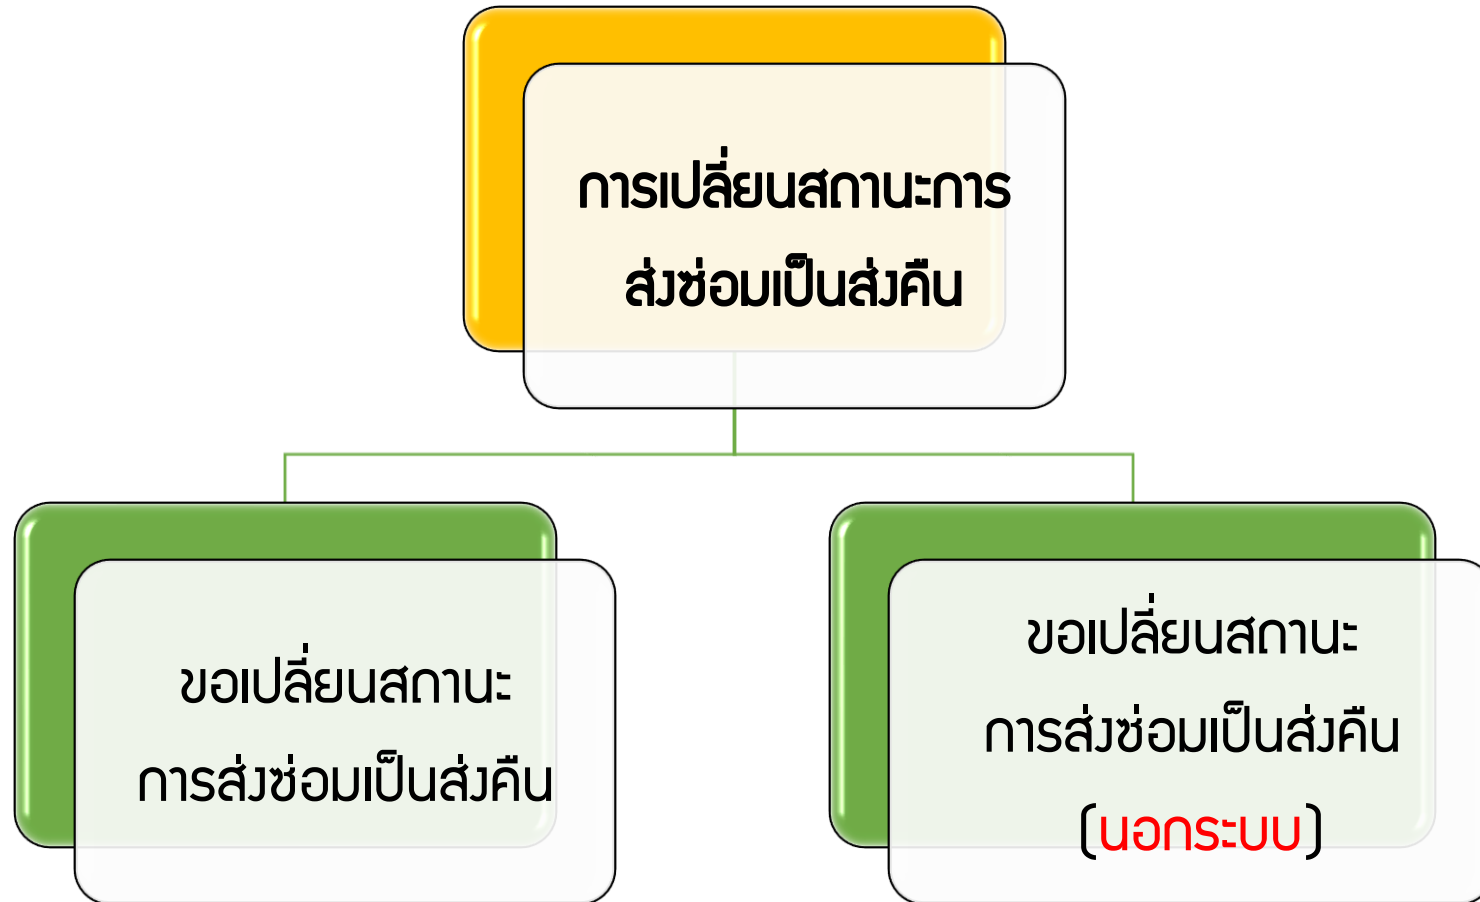 การเปลี่ยนสถานะการ
ส่งซ่อมเป็นส่งคืน
ขอเปลี่ยนสถานะ
การส่งซ่อมเป็นส่งคืน
ขอเปลี่ยนสถานะ
การส่งซ่อมเป็นส่งคืน
(นอกระบบ)